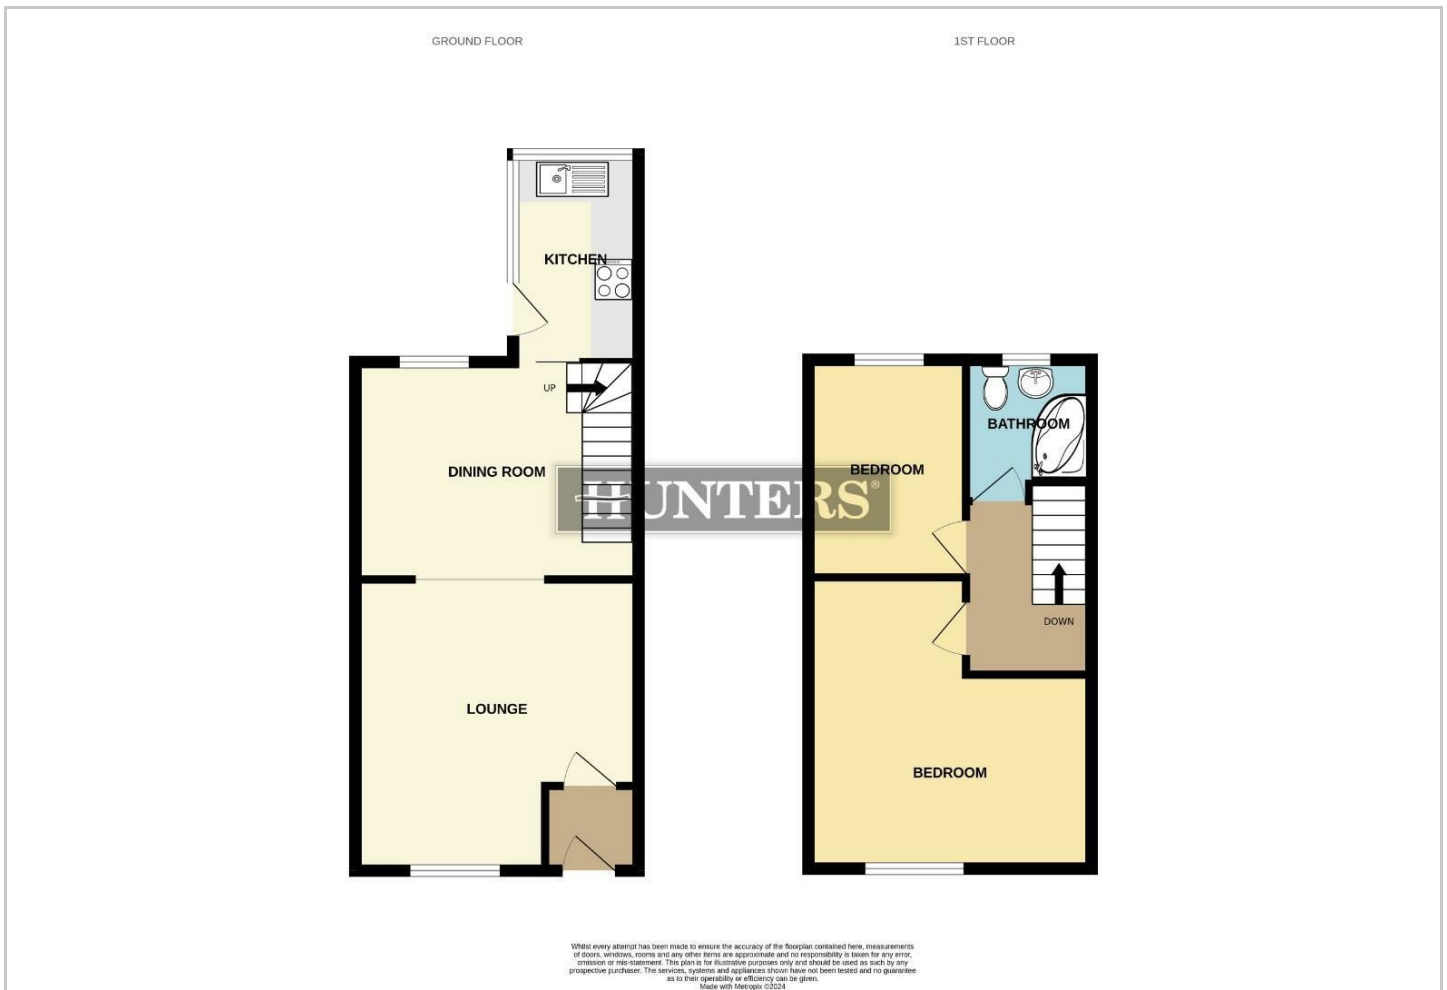 GROUND FLOOR
1ST FLOOR
KITCHEN
UP
DINING ROOM
BATHROOM
BEDROOM
HUNTERS®
DOWN
LOUNGE
BEDROOM
Whilst every attempt has been made to ensure the accuracy of the floorplan contained here, measurements
of doors, windows, rooms and any other items are approximate and no responsibility is taken for any error,
omission or mis-statement. This plan is for illustrative purposes only and should be used as such by any
prospective purchaser. The services, systems and appliances shown have not been tested and no guarantee
as to their operability or efficiency can be given.
Made with Metropix ©2024